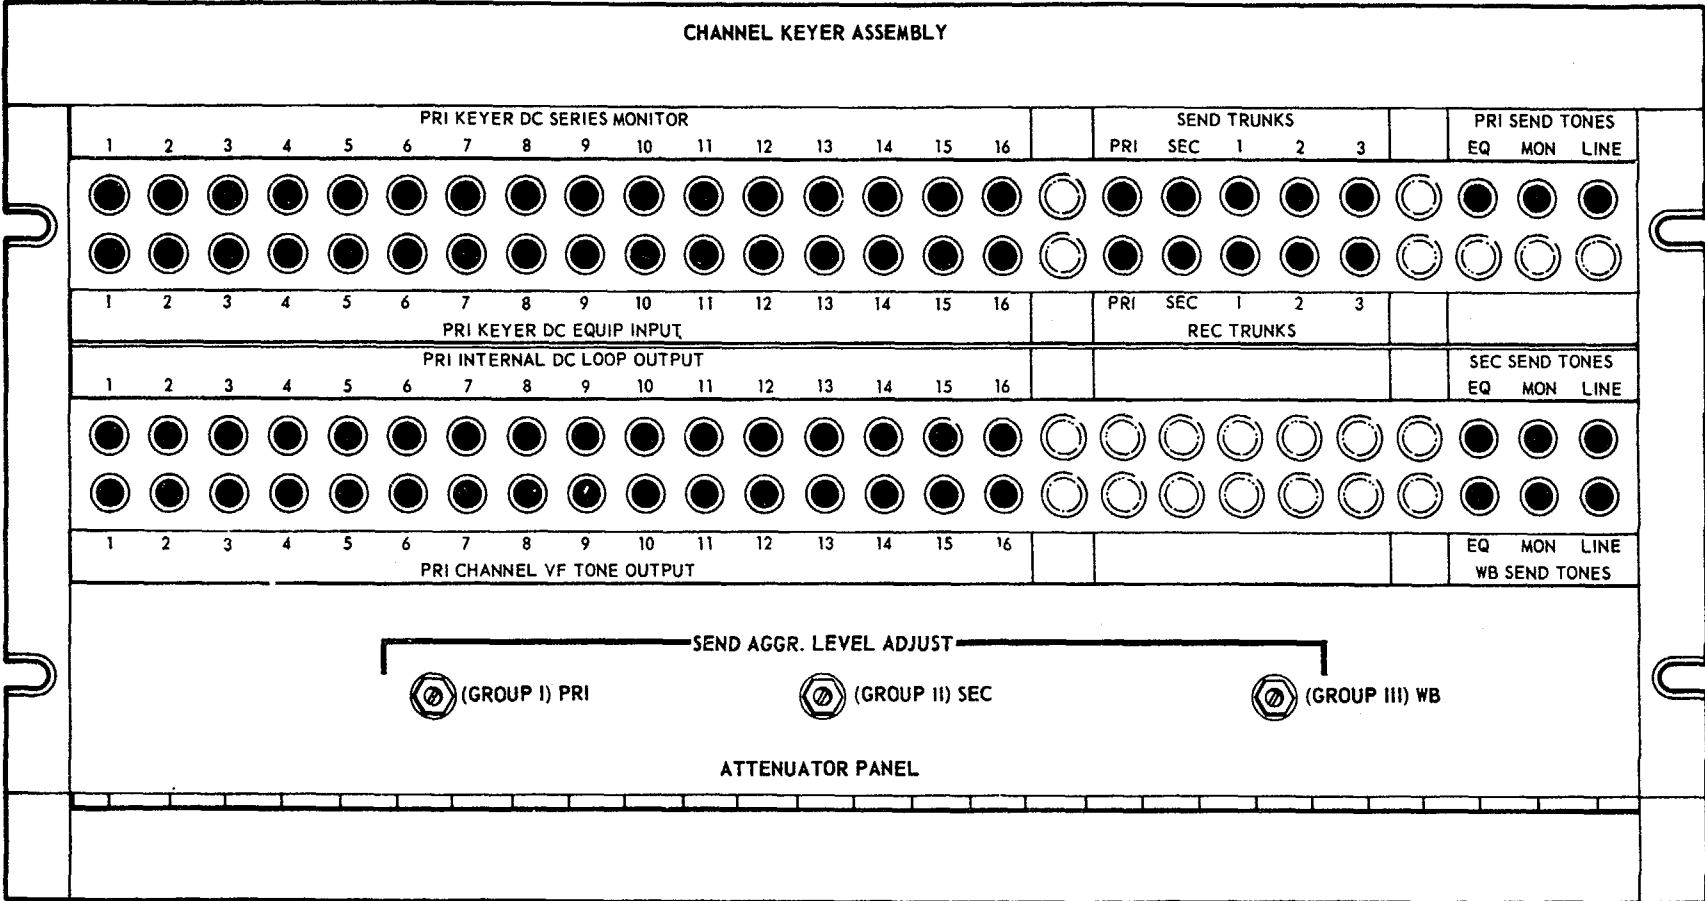 CHANNEL KEYER ASSEMBLY
PRI KEYER DC SERIES MONITOR SEND TRUNKS PRI SEND TONES
1 2 3 4 5 6 7 8 9 10 11 12 13 14 15 16 PRI SEC 1 2 3 EQ MON LINE
1 2 3 4 5 6 7 8 9 10 11 12 13 14 15 16 PRI SEC 1 2 3
PRI KEYER DC EQUIP INPUT REC TRUNKS
PRI INTERNAL DC LOOP OUTPUT SEC SEND TONES
1 2 3 4 5 6 7 8 9 10 11 12 13 14 15 16 EQ MON LINE
1 2 3 4 5 6 7 8 9 10 11 12 13 14 15 16 EQ MON LINE
PRI CHANNEL VF TONE OUTPUT WB SEND TONES
SEND AGGR. LEVEL ADJUST
(GROUP I) PRI (GROUP II) SEC (GROUP III) WB
ATTENUATOR PANEL